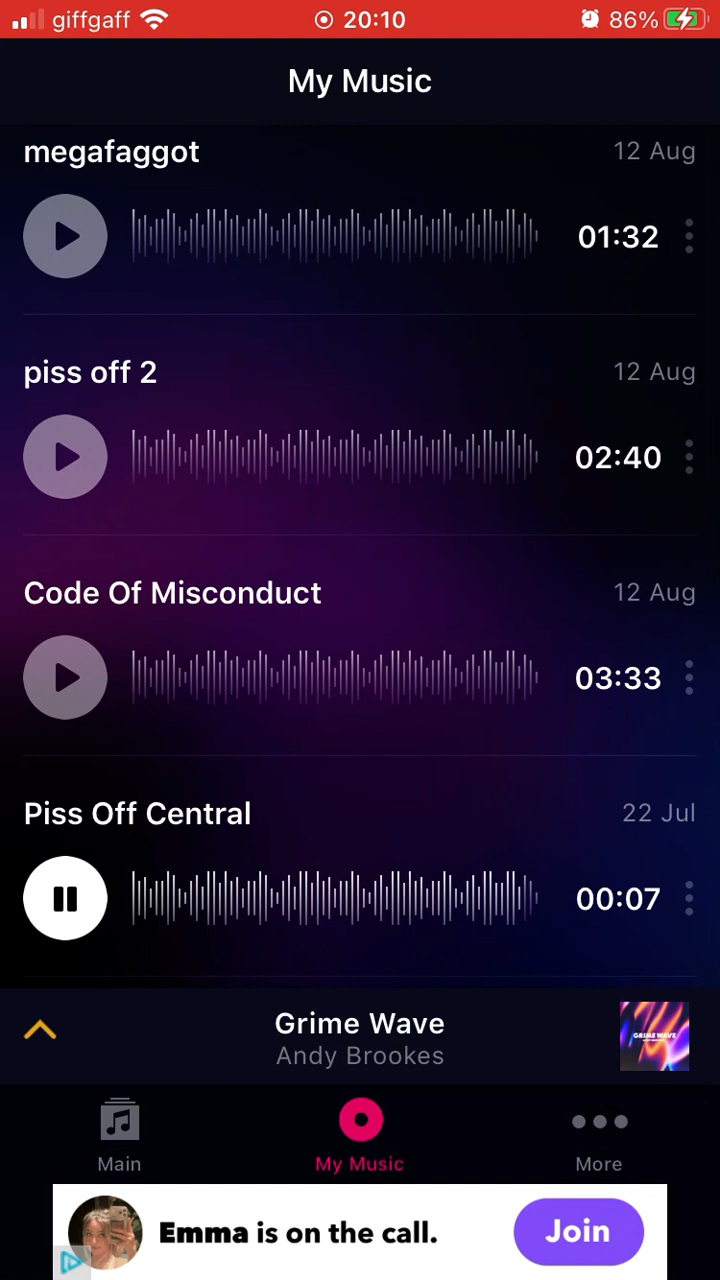 giffgaff 20:10 86%
My Music
megafaggot 12 Aug
01:32
piss off 2 12 Aug
02:40
Code Of Misconduct 12 Aug
03:33
Piss Off Central 22 Jul
00:07
Grime Wave
Andy Brookes
GRIME WAVE
Main My Music More
Emma is on the call. Join